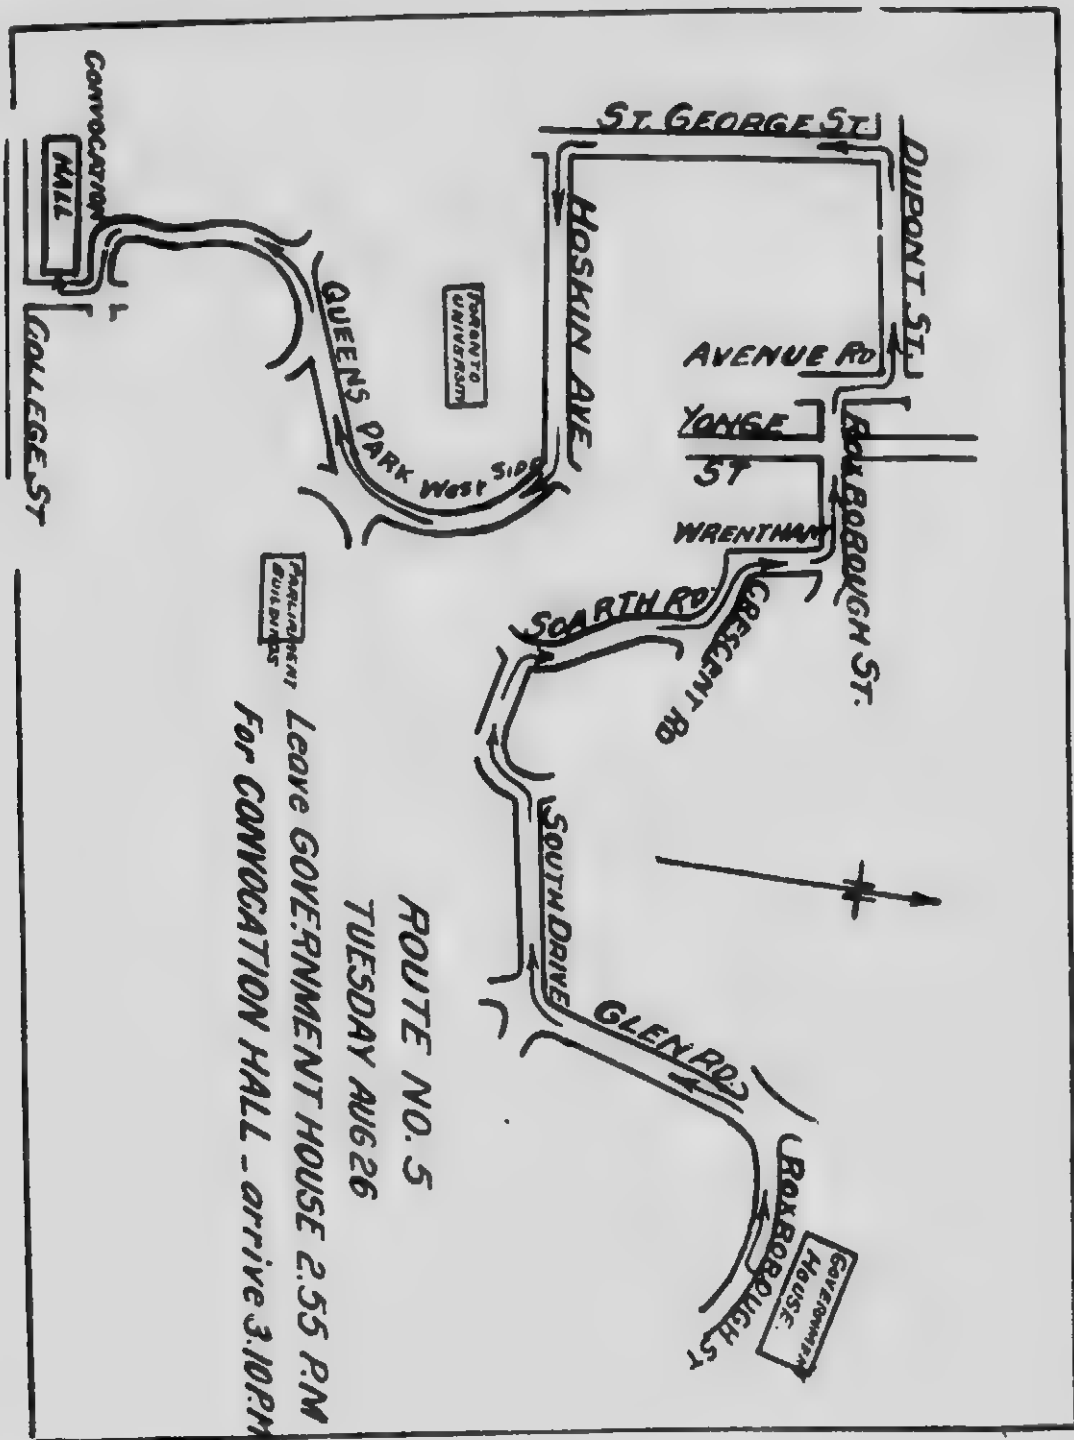 ROUTE NO. 5
TUESDAY AUG 26
Leave GOVERNMENT HOUSE 2.55 P.M
For CONVOCATION HALL - arrive 3.10 P.M
GOVERNMEN
HOUSE.
ROXBOROUGH ST
GLEN RD.
SOUTH DRIVE
SCARTH RD.
CRESCENT RD
WRENTHAM
ROXBOROUGH ST.
YONGE
ST
AVENUE RD
DUPONT ST.
ST. GEORGE ST.
HOSKIN AVE
QUEENS PARK West SIDE
TORONTO
UNIVERSITY
PARLIAMENT
BUILDINGS
CONVOCATION
HALL
COLLEGE ST